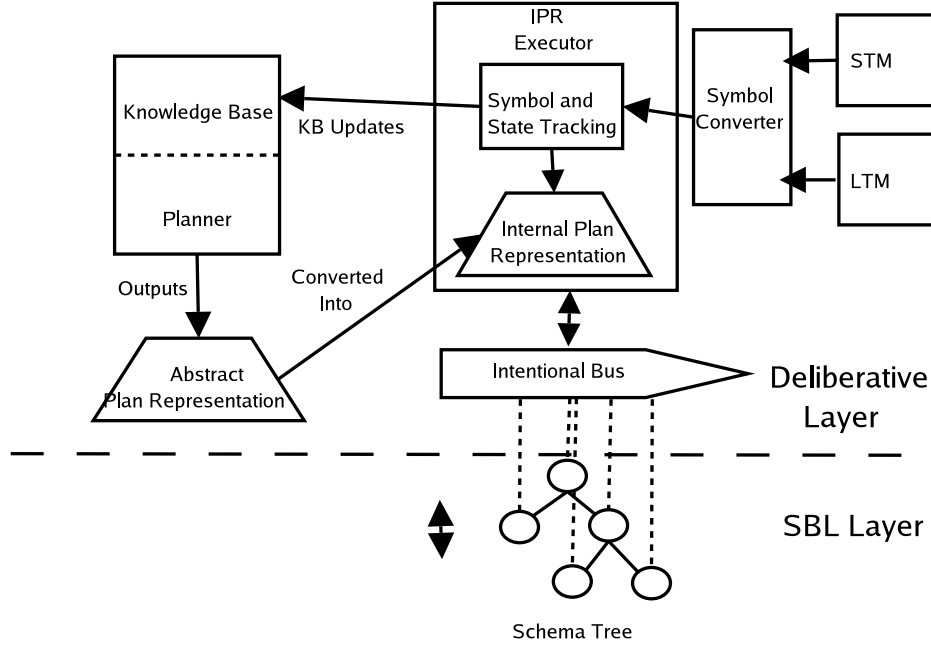 IPR
Executor
STM
Knowledge Base
KB Updates
Symbol and
State Tracking
Symbol
Converter
LTM
Planner
Internal Plan
Representation
Outputs
Converted
Into
Abstract
Plan Representation
Intentional Bus
Deliberative
Layer
SBL Layer
Schema Tree